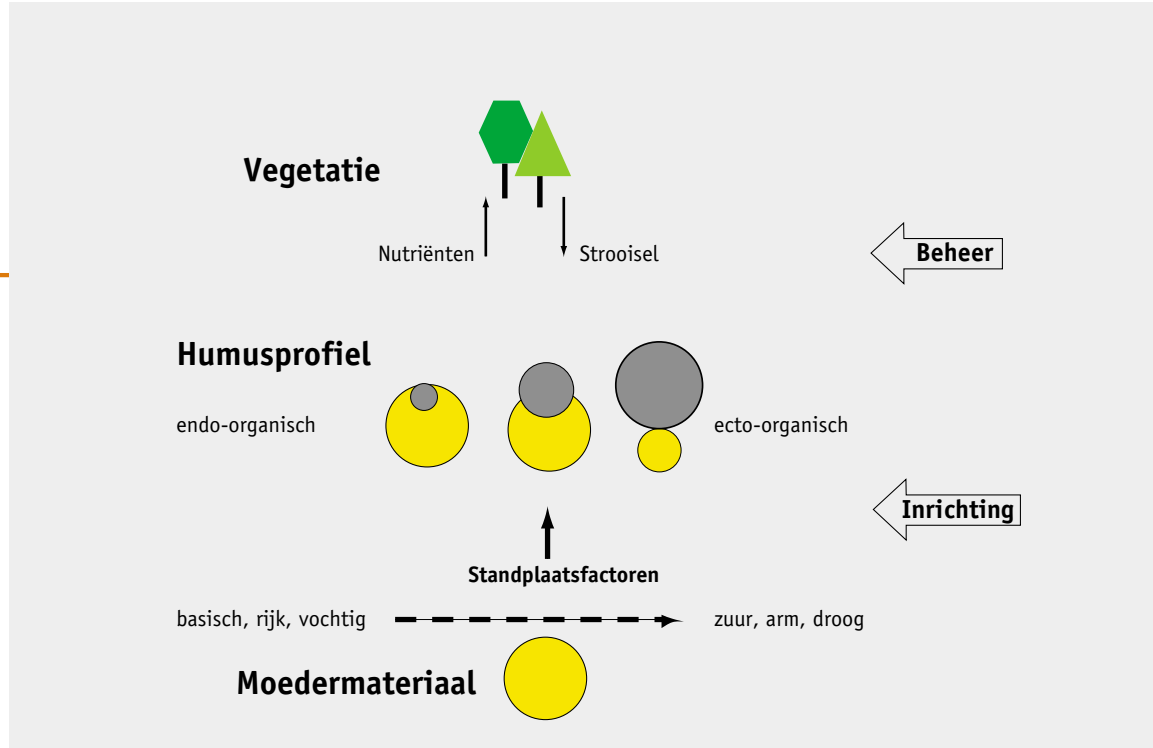 Vegetatie
Nutriënten
Strooisel
Beheer
Humusprofiel
endo-organisch
ecto-organisch
Inrichting
Standplaatsfactoren
basisch, rijk, vochtig
zuur, arm, droog
Moedermateriaal